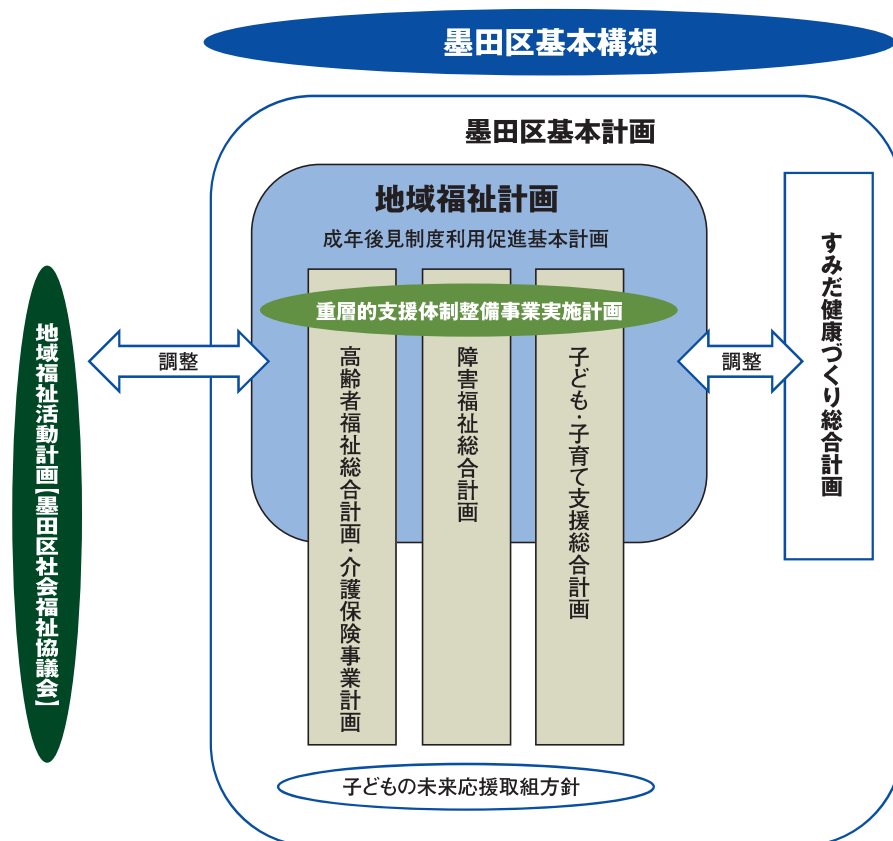 墨田区基本構想
墨田区基本計画
地域福祉計画
成年後見制度利用促進基本計画
重層的支援体制整備事業実施計画
高齢者福祉総合計画・介護保険事業計画
障害福祉総合計画
子ども・子育て支援総合計画
調整
調整
すみだ健康づくり総合計画
地域福祉活動計画【墨田区社会福祉協議会】
子どもの未来応援取組方針